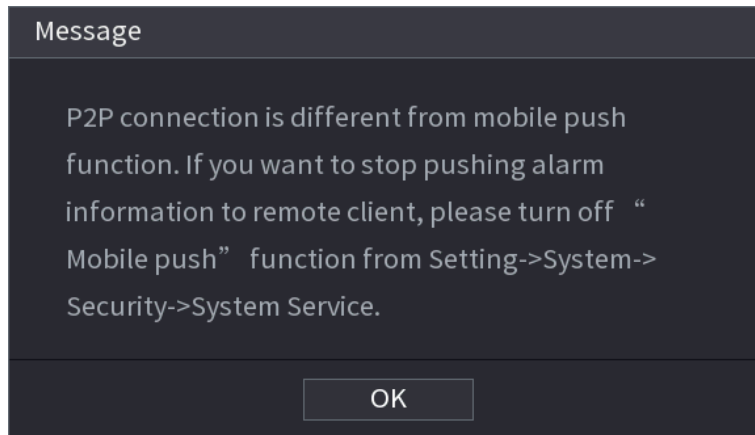 Message
P2P connection is different from mobile push
function. If you want to stop pushing alarm
information to remote client, please turn off “
Mobile push” function from Setting->System->
Security->System Service.
OK